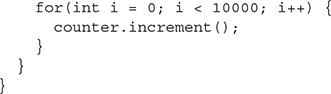 for(int i = 0; i < 10000; i++) {
      counter.increment();
    }
  }
}